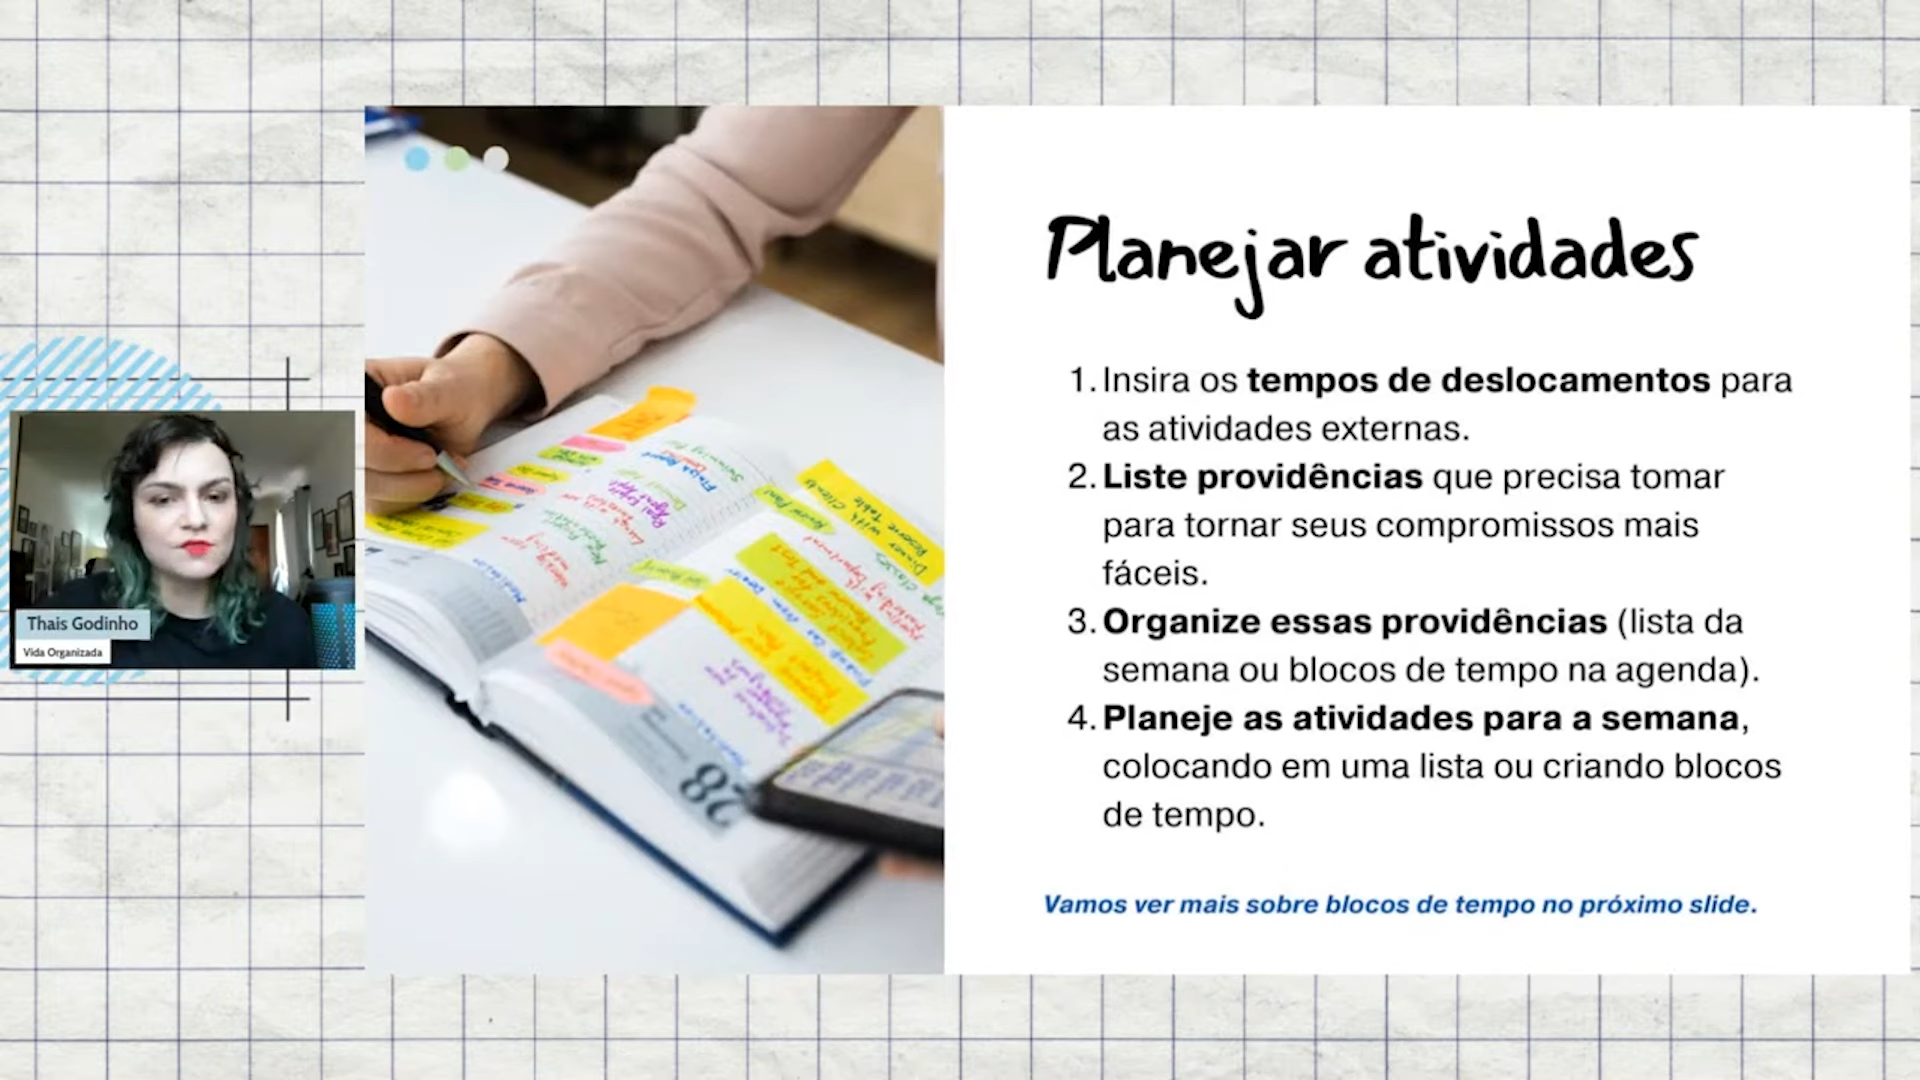 Planejar atividades
1. Insira os tempos de deslocamentos para
as atividades externas.
2. Liste providências que precisa tomar
para tornar seus compromissos mais
fáceis.
3. Organize essas providências (lista da
semana ou blocos de tempo na agenda).
4. Planeje as atividades para a semana,
colocando em uma lista ou criando blocos
de tempo.
Vamos ver mais sobre blocos de tempo no próximo slide.
Thais Godinho
Vida Organizada
28